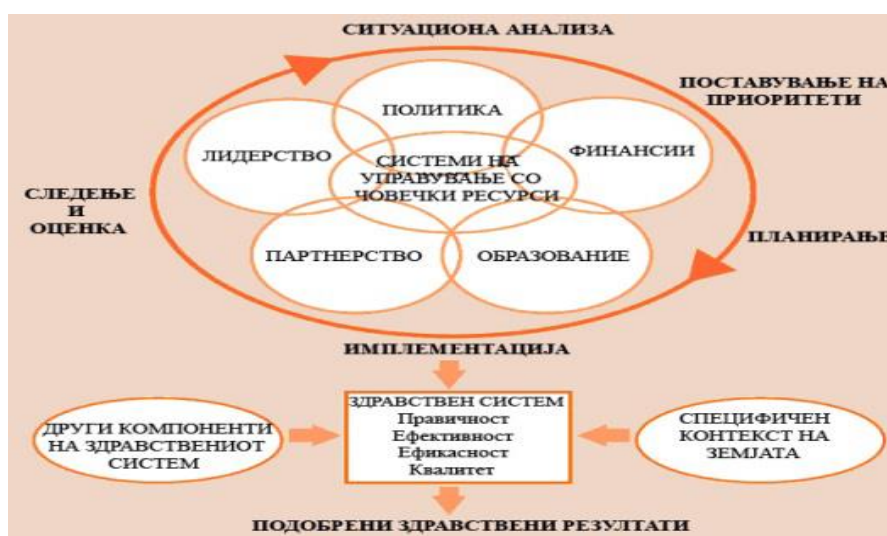 СИТУАЦИОНА АНАЛИЗА
ПОСТАВУВАЊЕ НА
ПРИОРИТЕТИ
ПОЛИТИКА
ЛИДЕРСТВО
ФИНАНСИИ
СИСТЕМИ НА
УПРАВУВАЊЕ СО
ЧОВЕЧКИ РЕСУРСИ
СЛЕДЕЊЕ
И
ОЦЕНКА
ПЛАНИРАЊЕ
ПАРТНЕРСТВО
ОБРАЗОВАНИЕ
ИМПЛЕМЕНТАЦИЈА
ЗДРАВСТВЕН СИСТЕМ
Правичност
Ефективност
Ефикасност
Квалитет
ДРУГИ КОМПОНЕНТИ
НА ЗДРАВСТВЕНИОТ
СИСТЕМ
СПЕЦИФИЧЕН
КОНТЕКСТ НА
ЗЕМЈАТА
ПОДОБРЕНИ ЗДРАВСТВЕНИ РЕЗУЛТАТИ